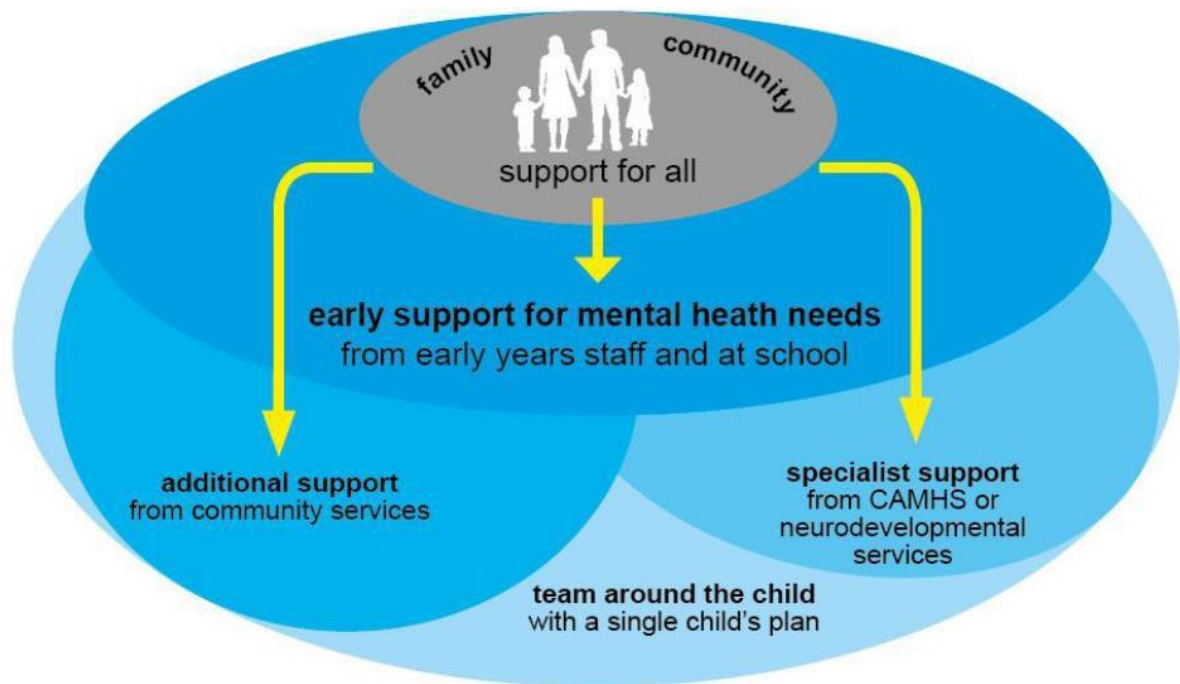 family
community
support for all
early support for mental heath needs
from early years staff and at school
additional support
from community services
specialist support
from CAMHS or
neurodevelopmental
services
team around the child
with a single child's plan